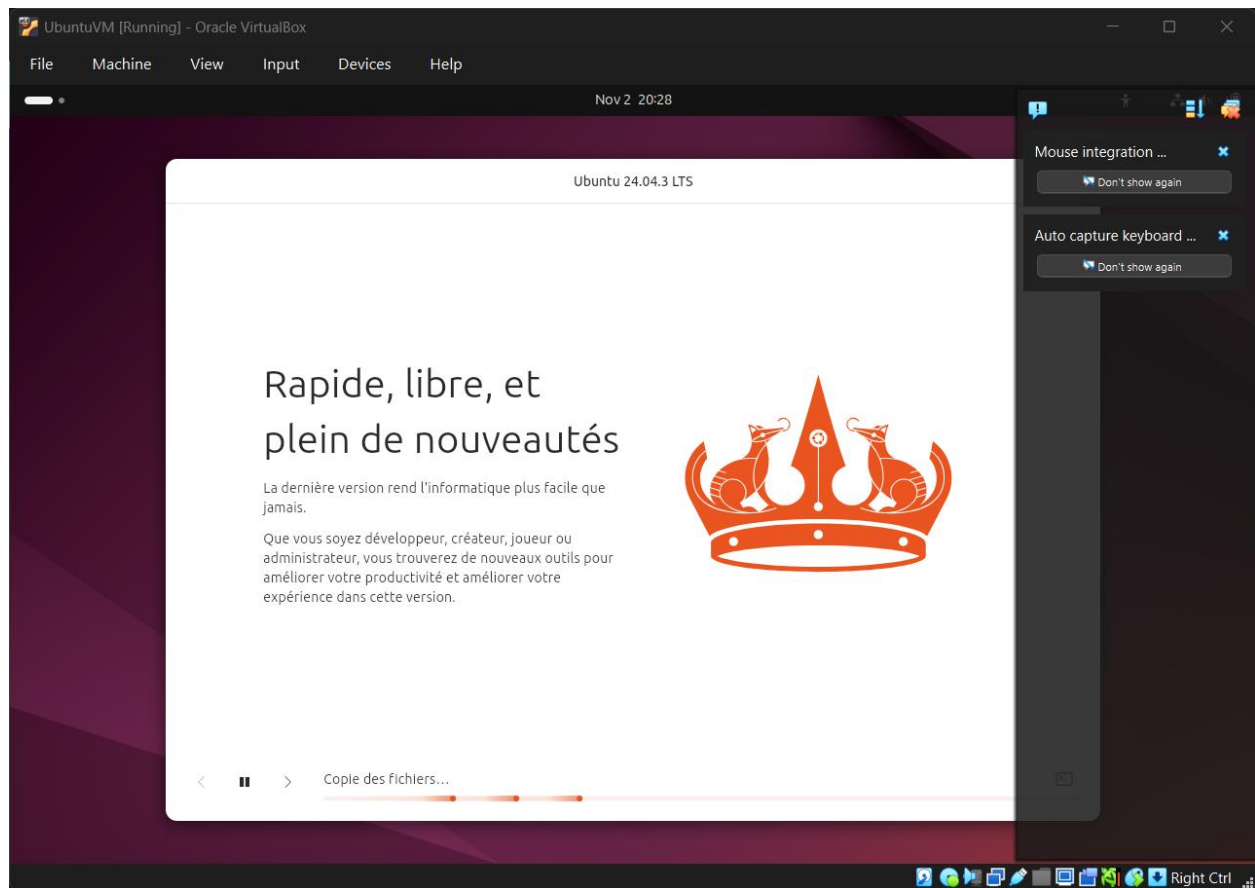 UbuntuVM [Running] - Oracle VirtualBox
File Machine View Input Devices Help
Nov 2 20:28
Mouse integration ...
Don't show again
Auto capture keyboard ...
Don't show again
Ubuntu 24.04.3 LTS
Rapide, libre, et
plein de nouveautés
La dernière version rend l'informatique plus facile que
jamais.
Que vous soyez développeur, créateur, joueur ou
administrateur, vous trouverez de nouveaux outils pour
améliorer votre productivité et améliorer votre
expérience dans cette version.
Copie des fichiers...
Right Ctrl